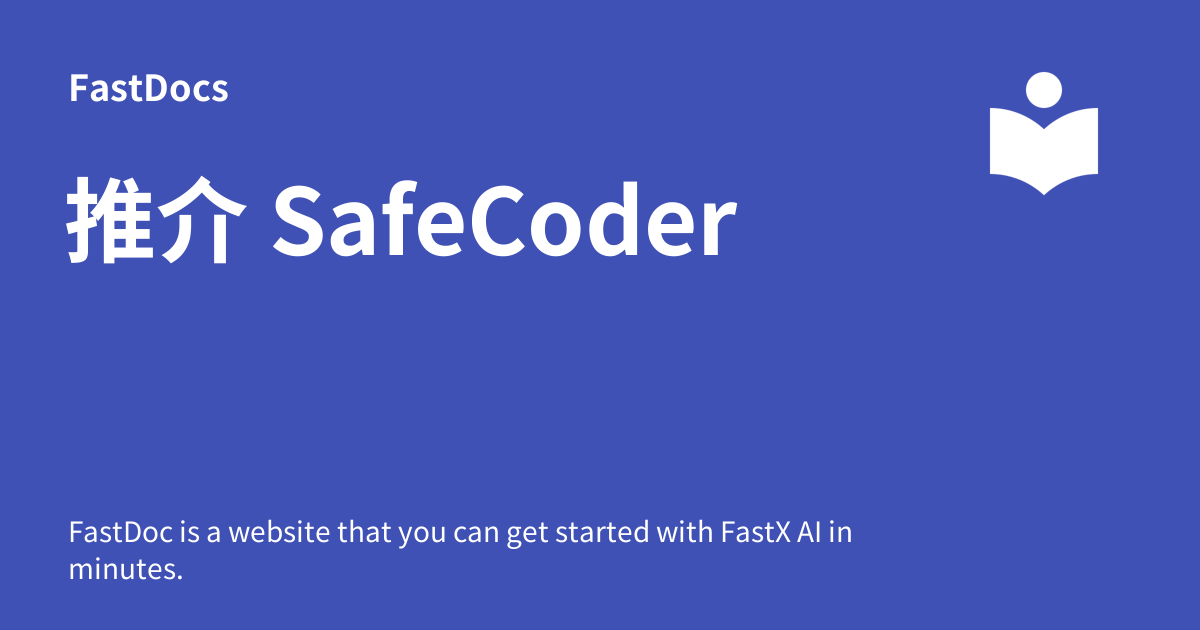 FastDocs
推介 SafeCoder
FastDoc is a website that you can get started with FastX AI in
minutes.